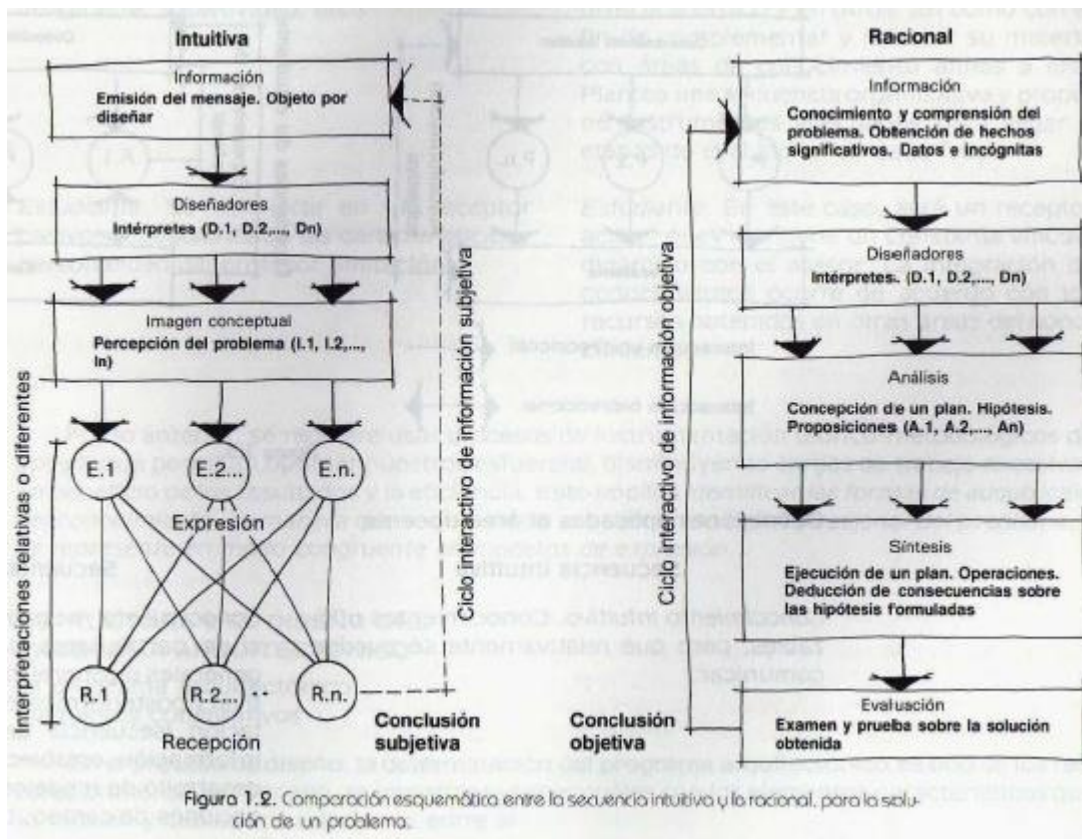 Intuitiva
Información
Emisión del mensaje. Objeto por
diseñar
Diseñadores
Intérpretes (D.1, D.2,..., Dn)
Imagen conceptual
Percepción del problema (I.1, I.2,...,
In)
E.1
E.2...
E.n.
Expresión
R.1
R.2,..
R.n.
Recepción
Interpretaciones relativas o diferentes
Ciclo interactivo de información subjetiva
Conclusión
subjetiva
Racional
Información
Conocimiento y comprensión del
problema. Obtención de hechos
significativos. Datos e incógnitas
Diseñadores
Intérpretes. (D.1, D.2,..., Dn)
Análisis
Concepción de un plan. Hipótesis.
Proposiciones (A.1, A.2,..., An)
Síntesis
Ejecución de un plan. Operaciones.
Deducción de consecuencias sobre
las hipótesis formuladas
Evaluación
Examen y prueba sobre la solución
obtenida
Ciclo interactivo de información objetiva
Conclusión
objetiva
Figura 1.2. Comparación esquemática entre la secuencia intuitiva y la racional, para la solu-
ción de un problema.